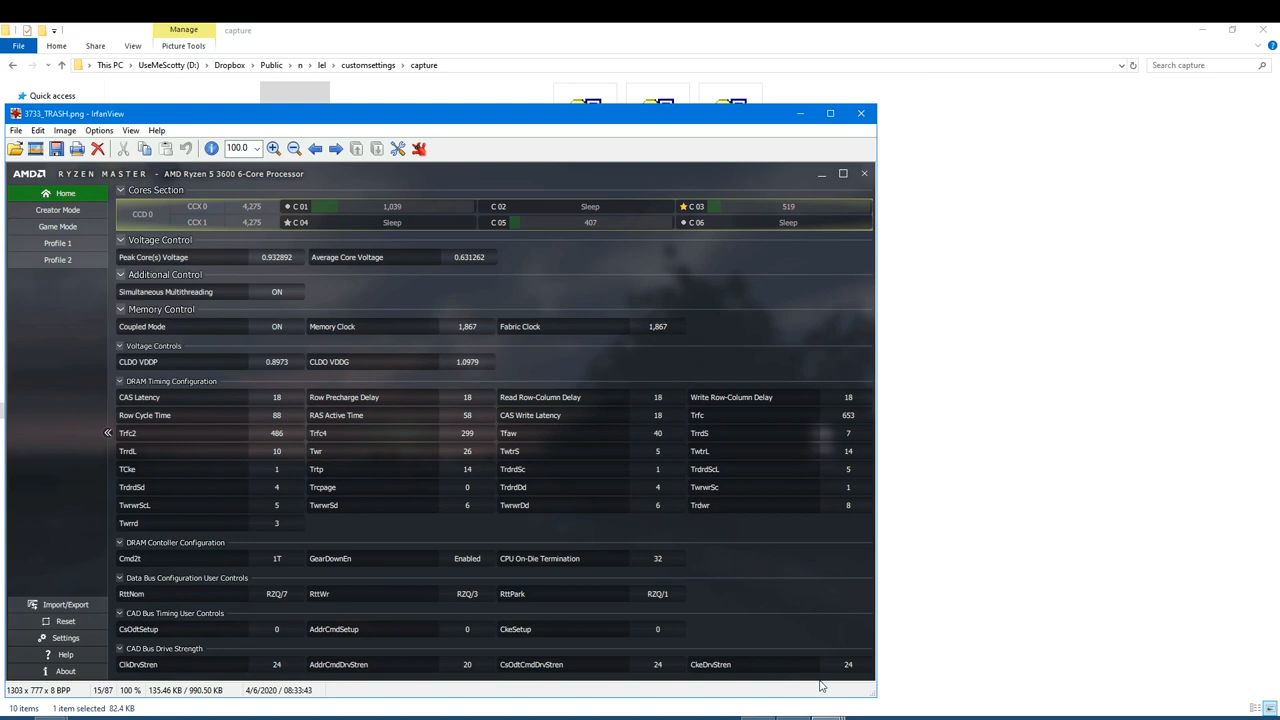 Manage
capture
File
Home
Share
View
Picture Tools
This PC
UseMeScotty (D:)
Dropbox
Public
n
lel
customsettings
capture
Search capture
Quick access
3733_TRASH.png - IrfanView
File Edit Image Options View Help
100.0
AMD RYZEN MASTER - AMD Ryzen 5 3600 6-Core Processor
Home
Creator Mode
Game Mode
Profile 1
Profile 2
Import/Export
Reset
Settings
Help
About
Cores Section
CCD 0
CCX 0 4,275 C 01 1,039 C 02 Sleep C 03 519
CCX 1 4,275 C 04 Sleep C 05 407 C 06 Sleep
Voltage Control
Peak Core(s) Voltage 0.932892 Average Core Voltage 0.631262
Additional Control
Simultaneous Multithreading ON
Memory Control
Coupled Mode ON Memory Clock 1,867 Fabric Clock 1,867
Voltage Controls
CLDO VDDP 0.8973 CLDO VDDG 1.0979
DRAM Timing Configuration
CAS Latency 18 Row Precharge Delay 18 Read Row-Column Delay 18 Write Row-Column Delay 18
Row Cycle Time 88 RAS Active Time 58 CAS Write Latency 18 Trfc 653
Trfc2 486 Trfc4 299 Tfaw 40 TrrdS 7
TrrdL 10 Twr 26 TwtrS 5 TwtrL 14
TCke 1 Trtp 14 TrdrdSc 1 TrdrdScL 5
TrdrdSd 4 Trcpage 0 TrdrdDd 4 TwrwrSc 1
TwrwrScL 5 TwrwrSd 6 TwrwrDd 6 Trdwr 8
Twrrd 3
DRAM Contoller Configuration
Cmd2t 1T GearDownEn Enabled CPU On-Die Termination 32
Data Bus Configuration User Controls
RttNom RZQ/7 RttWr RZQ/3 RttPark RZQ/1
CAD Bus Timing User Controls
CsOdtSetup 0 AddrCmdSetup 0 CkeSetup 0
CAD Bus Drive Strength
ClkDrvStren 24 AddrCmdDrvStren 20 CsOdtCmdDrvStren 24 CkeDrvStren 24
1303 x 777 x 8 BPP 15/87 100 % 135.46 KB / 990.50 KB 4/6/2020 / 08:33:43
10 items 1 item selected 82.4 KB